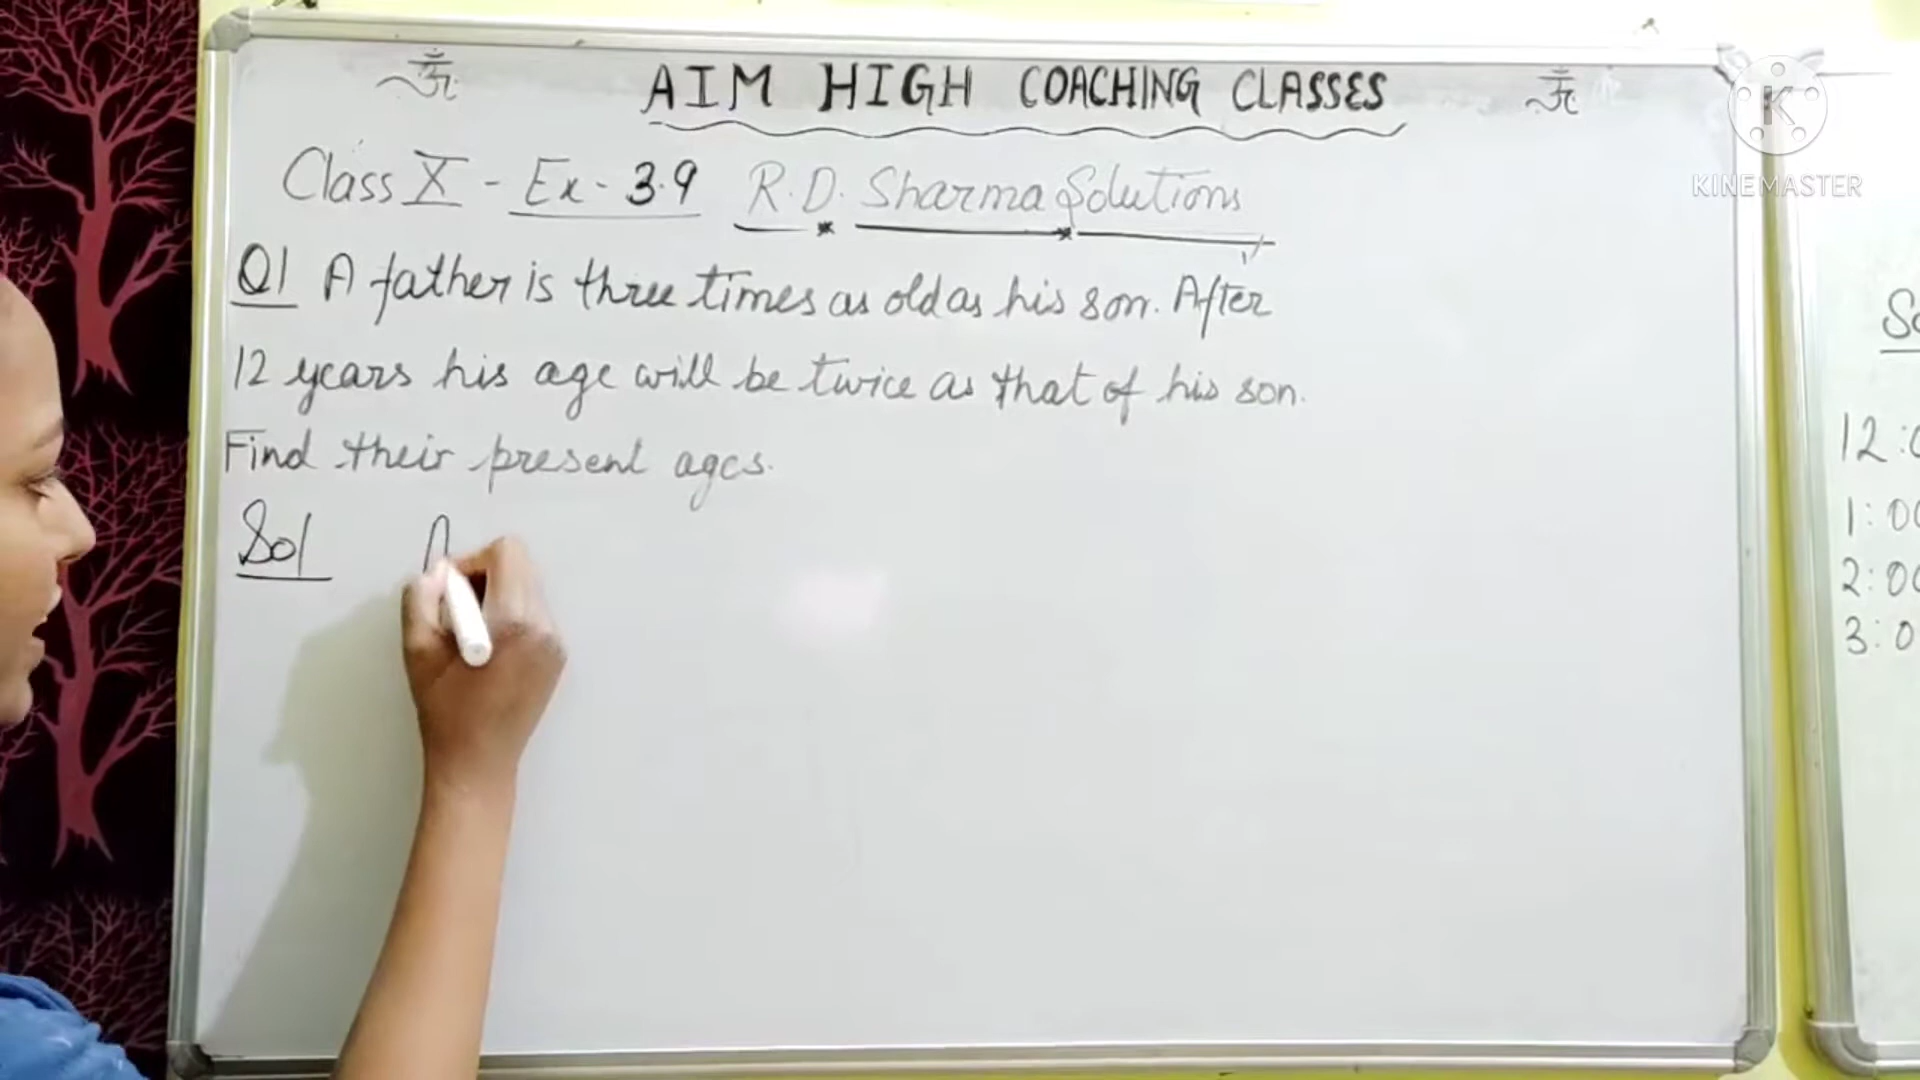 ॐ AIM HIGH COACHING CLASSES ॐ
Class X - Ex - 3.9 R.D. Sharma Solutions
Q1 A father is three times as old as his son. After
12 years his age will be twice as that of his son.
Find their present ages.
Sol
K
KINEMASTER
12:0
1:00
2:00
3:0